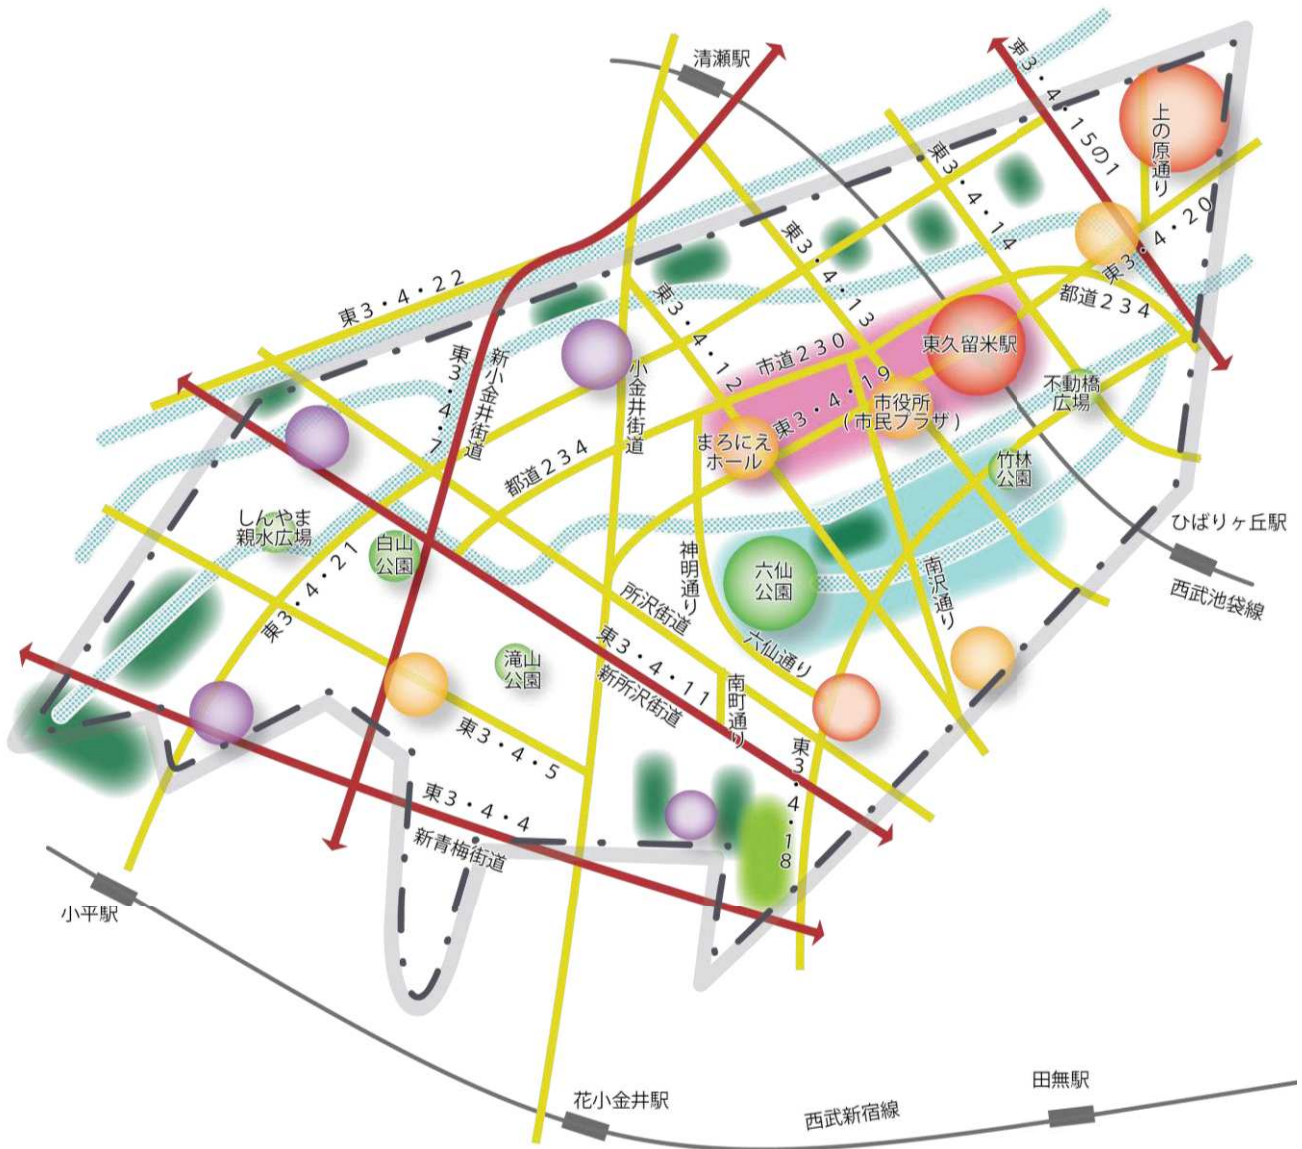 清瀬駅
東3・4・15の1
上の原通り
東3・4・14
東3・4・20
東3・4・13
東3・4・22
東3・4・12
都道234
市道230
東久留米駅
新小金井街道
東3・4・7
小金井街道
東3・4・19
市役所
(市民プラザ)
不動橋
広場
まろにえ
ホール
都道234
竹林
公園
しんやま
親水広場
白山
公園
ひばりヶ丘駅
西武池袋線
神明通り
六仙
公園
南沢通り
東3・4・21
所沢街道
六仙通り
東3・4・11
新所沢街道
滝山
公園
南町通り
東3・4・5
東3・4・18
東3・4・4
新青梅街道
小平駅
花小金井駅
西武新宿線
田無駅